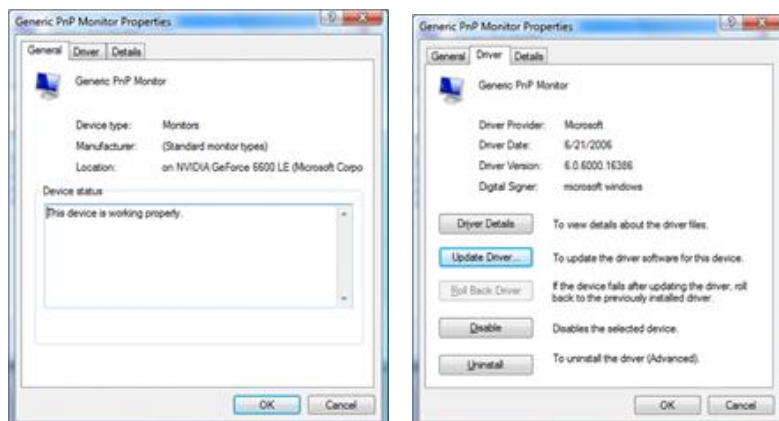 Generic PnP Monitor Properties
General Driver Details
Generic PnP Monitor
Device type: Monitors
Manufacturer: (Standard monitor types)
Location: on NVIDIA GeForce 6600 LE (Microsoft Corpo
Device status
This device is working properly.
OK Cancel
Generic PnP Monitor Properties
General Driver Details
Generic PnP Monitor
Driver Provider: Microsoft
Driver Date: 6/21/2006
Driver Version: 6.0.6000.16386
Digital Signer: microsoft windows
Driver Details To view details about the driver files.
Update Driver... To update the driver software for this device.
Roll Back Driver If the device fails after updating the driver, roll
back to the previously installed driver.
Disable Disables the selected device.
Uninstall To uninstall the driver (Advanced).
OK Cancel